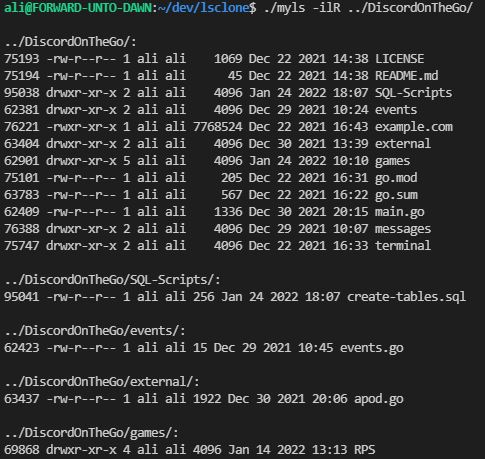 ali@FORWARD-UNTO-DAWN:~/dev/lsclone$ ./myls -ilR ../DiscordOnTheGo/

../DiscordOnTheGo/:
75193 -rw-r--r-- 1 ali ali    1069 Dec 22 2021 14:38 LICENSE
75194 -rw-r--r-- 1 ali ali      45 Dec 22 2021 14:38 README.md
95038 drwxr-xr-x 2 ali ali    4096 Jan 24 2022 18:07 SQL-Scripts
62381 drwxr-xr-x 2 ali ali    4096 Dec 29 2021 10:24 events
76221 -rwxr-xr-x 1 ali ali 7768524 Dec 22 2021 16:43 example.com
63404 drwxr-xr-x 2 ali ali    4096 Dec 30 2021 13:39 external
62901 drwxr-xr-x 5 ali ali    4096 Jan 24 2022 10:10 games
75101 -rw-r--r-- 1 ali ali     205 Dec 22 2021 16:31 go.mod
63783 -rw-r--r-- 1 ali ali     567 Dec 22 2021 16:22 go.sum
62409 -rw-r--r-- 1 ali ali    1336 Dec 30 2021 20:15 main.go
76388 drwxr-xr-x 2 ali ali    4096 Dec 29 2021 10:07 messages
75747 drwxr-xr-x 2 ali ali    4096 Dec 22 2021 16:33 terminal

../DiscordOnTheGo/SQL-Scripts/:
95041 -rw-r--r-- 1 ali ali 256 Jan 24 2022 18:07 create-tables.sql

../DiscordOnTheGo/events/:
62423 -rw-r--r-- 1 ali ali 15 Dec 29 2021 10:45 events.go

../DiscordOnTheGo/external/:
63437 -rw-r--r-- 1 ali ali 1922 Dec 30 2021 20:06 apod.go

../DiscordOnTheGo/games/:
69868 drwxr-xr-x 4 ali ali 4096 Jan 14 2022 13:13 RPS